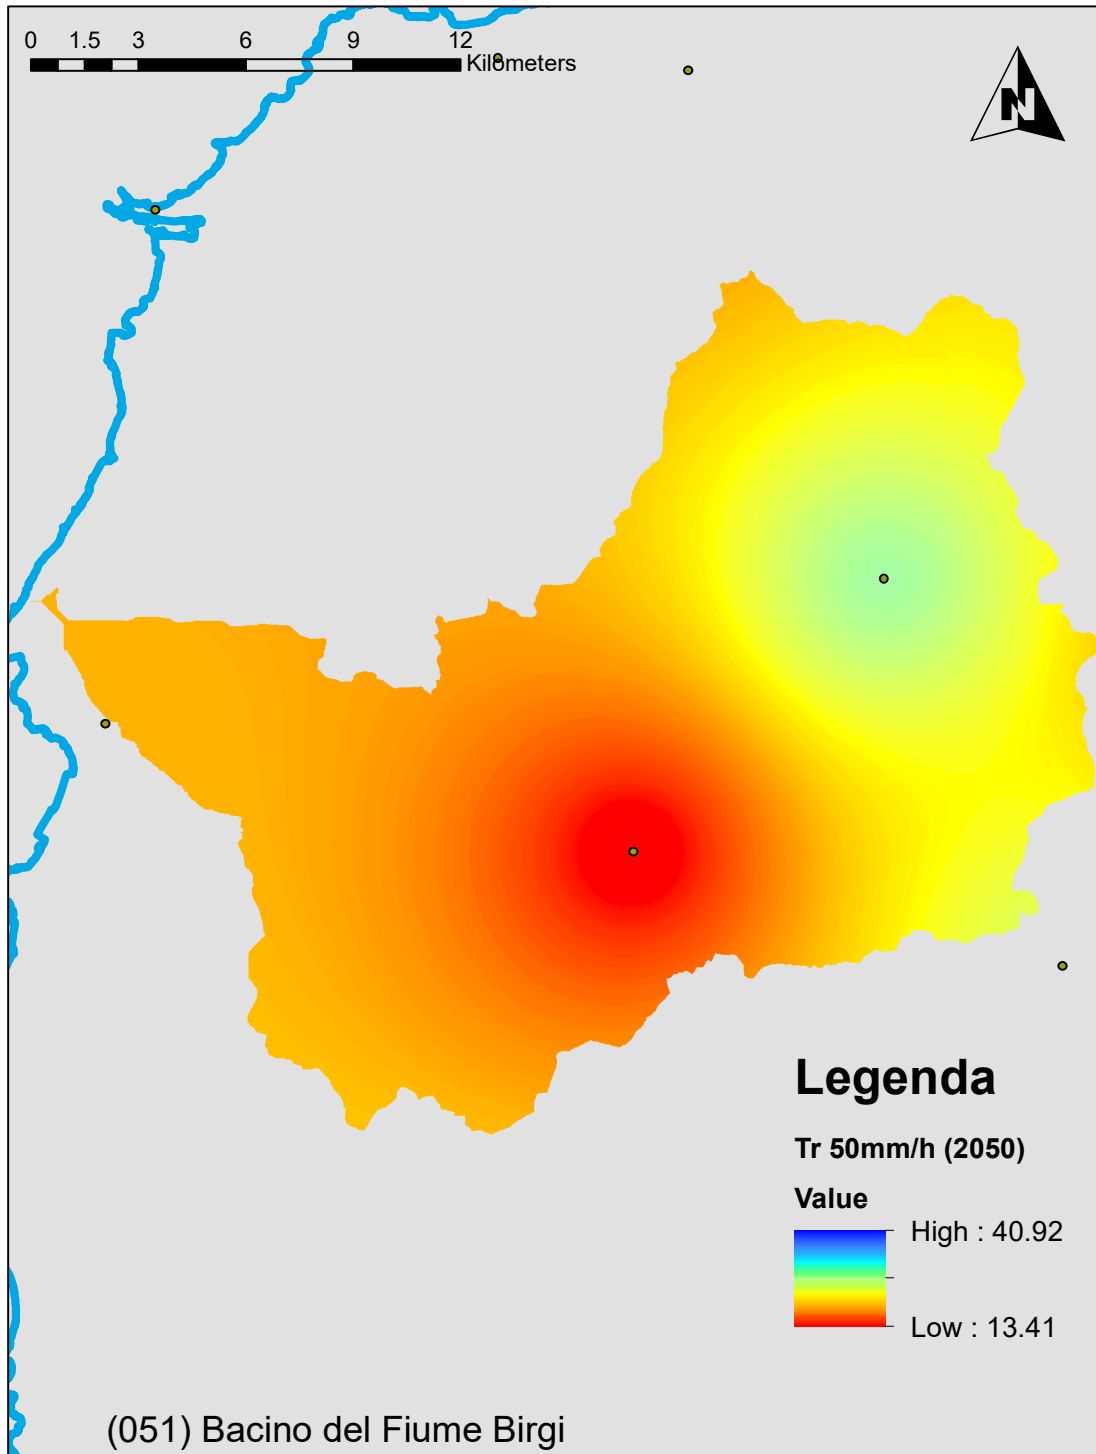 0 1.5 3 6 9 12
Kilometers
N
Legenda
Tr 50mm/h (2050)
Value
High : 40.92
Low : 13.41
(051) Bacino del Fiume Birgi